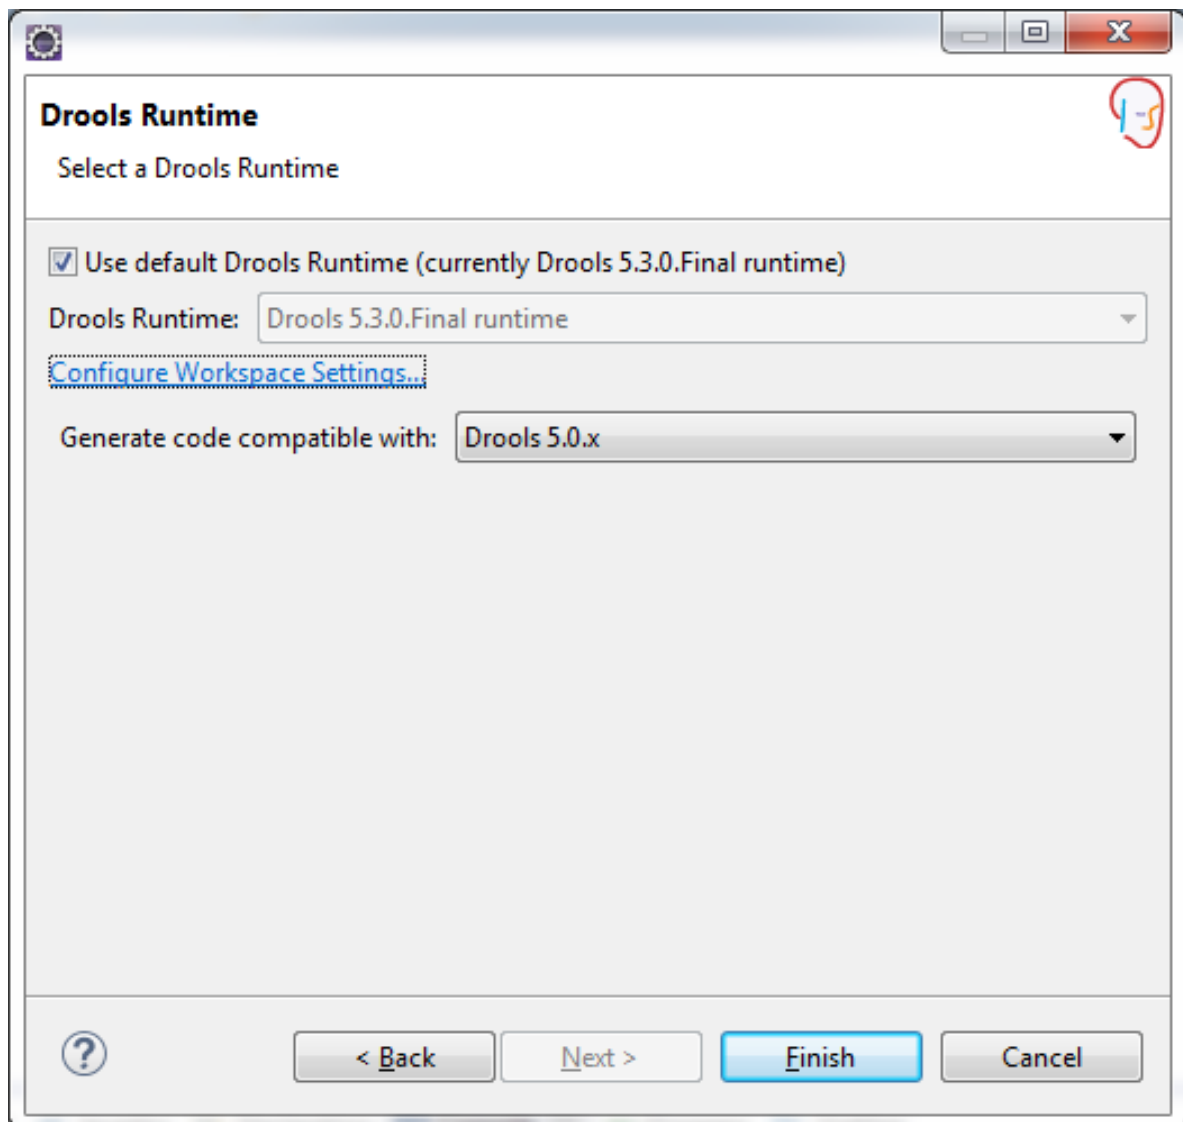 Drools Runtime
Select a Drools Runtime
Use default Drools Runtime (currently Drools 5.3.0.Final runtime)
Drools Runtime: Drools 5.3.0.Final runtime
Configure Workspace Settings...
Generate code compatible with: Drools 5.0.x
? < Back Next > Finish Cancel